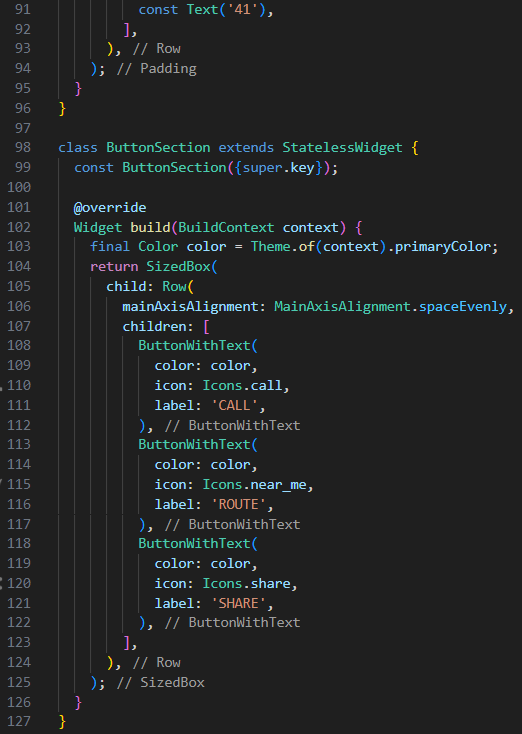 91 const Text('41'),
92 ],
93 ), // Row
94 ); // Padding
95 }
96 }
97
98 class ButtonSection extends StatelessWidget {
99 const ButtonSection({super.key});
100
101 @override
102 Widget build(BuildContext context) {
103 final Color color = Theme.of(context).primaryColor;
104 return SizedBox(
105 child: Row(
106 mainAxisAlignment: MainAxisAlignment.spaceEvenly,
107 children: [
108 ButtonWithText(
109 color: color,
110 icon: Icons.call,
111 label: 'CALL',
112 ), // ButtonWithText
113 ButtonWithText(
114 color: color,
115 icon: Icons.near_me,
116 label: 'ROUTE',
117 ), // ButtonWithText
118 ButtonWithText(
119 color: color,
120 icon: Icons.share,
121 label: 'SHARE',
122 ), // ButtonWithText
123 ],
124 ), // Row
125 ); // SizedBox
126 }
127 }